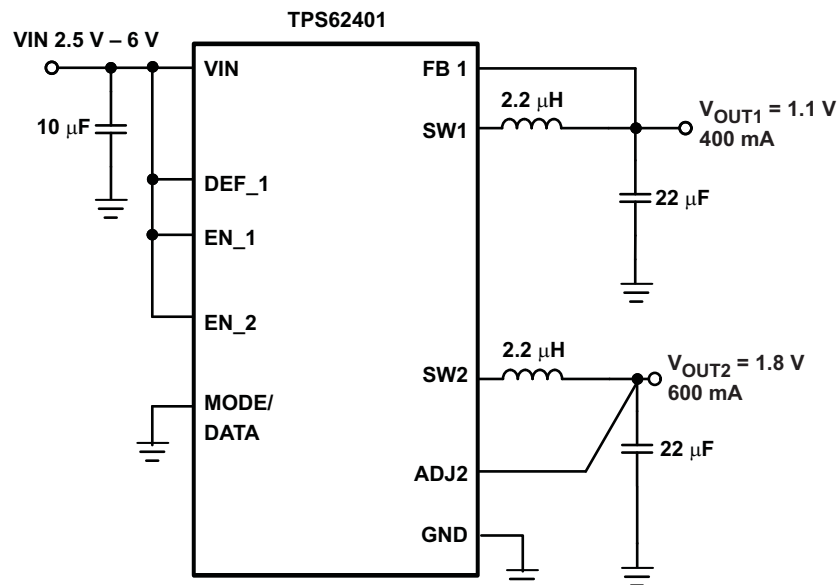 TPS62401
VIN 2.5 V – 6 V
VIN
FB 1
2.2 μH
V_OUT1 = 1.1 V
400 mA
SW1
10 μF
DEF_1
22 μF
EN_1
EN_2
2.2 μH
V_OUT2 = 1.8 V
600 mA
SW2
MODE/
DATA
22 μF
ADJ2
GND